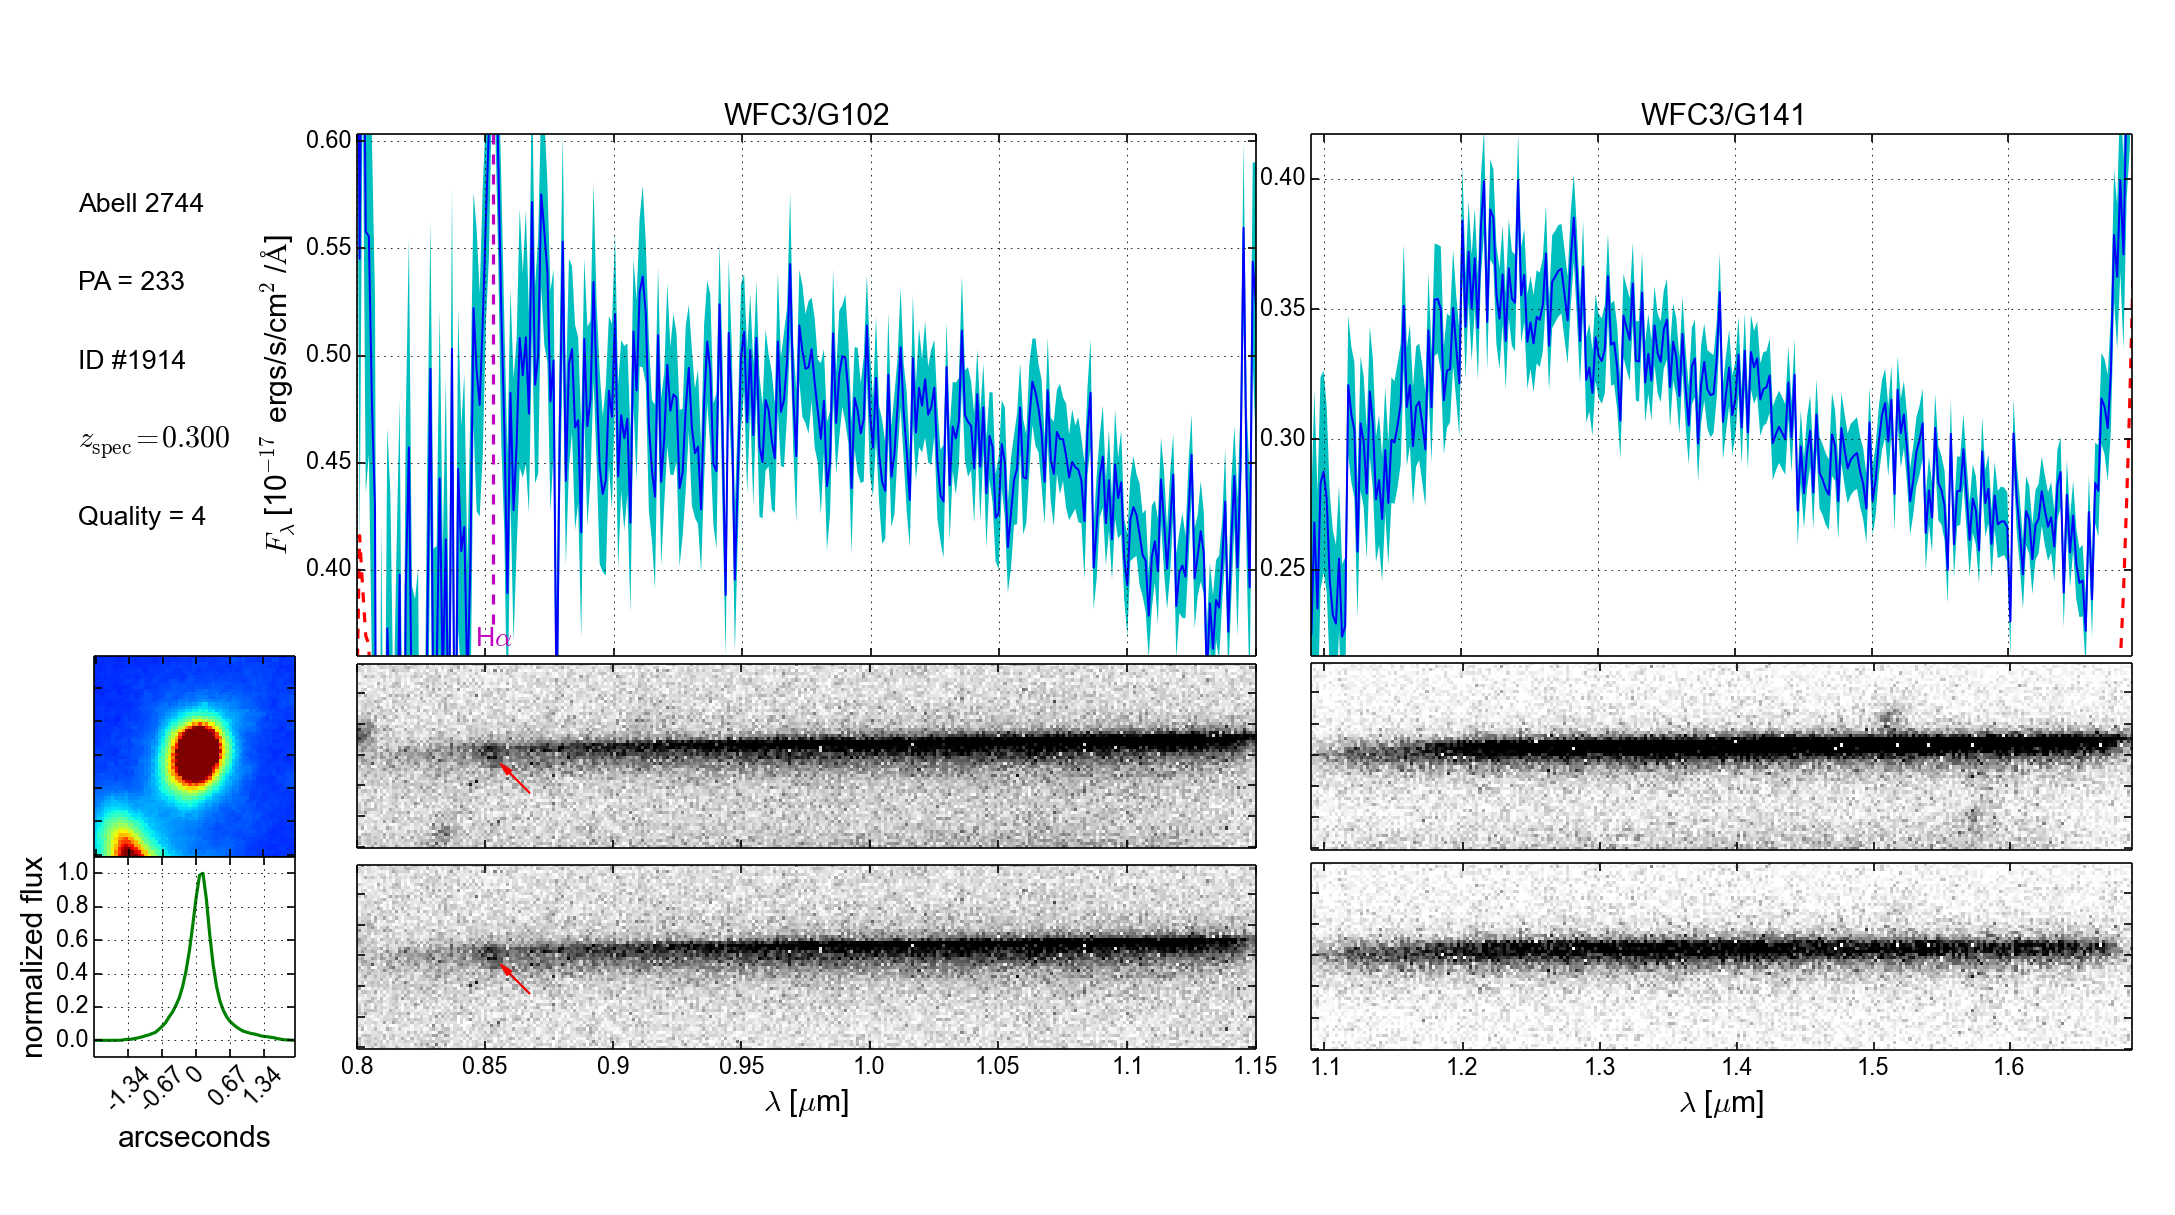 WFC3/G102
WFC3/G141
Abell 2744
PA = 233
ID #1914
z_spec = 0.300
Quality = 4
F_λ [10^-17 ergs/s/cm^2/Å]
0.60
0.55
0.50
0.45
0.40
Hα
0.40
0.35
0.30
0.25
normalized flux
1.0
0.8
0.6
0.4
0.2
0.0
-1.34 -0.67 0 0.67 1.34
arcseconds
0.8 0.85 0.9 0.95 1.0 1.05 1.1 1.15
λ [μm]
1.1 1.2 1.3 1.4 1.5 1.6
λ [μm]